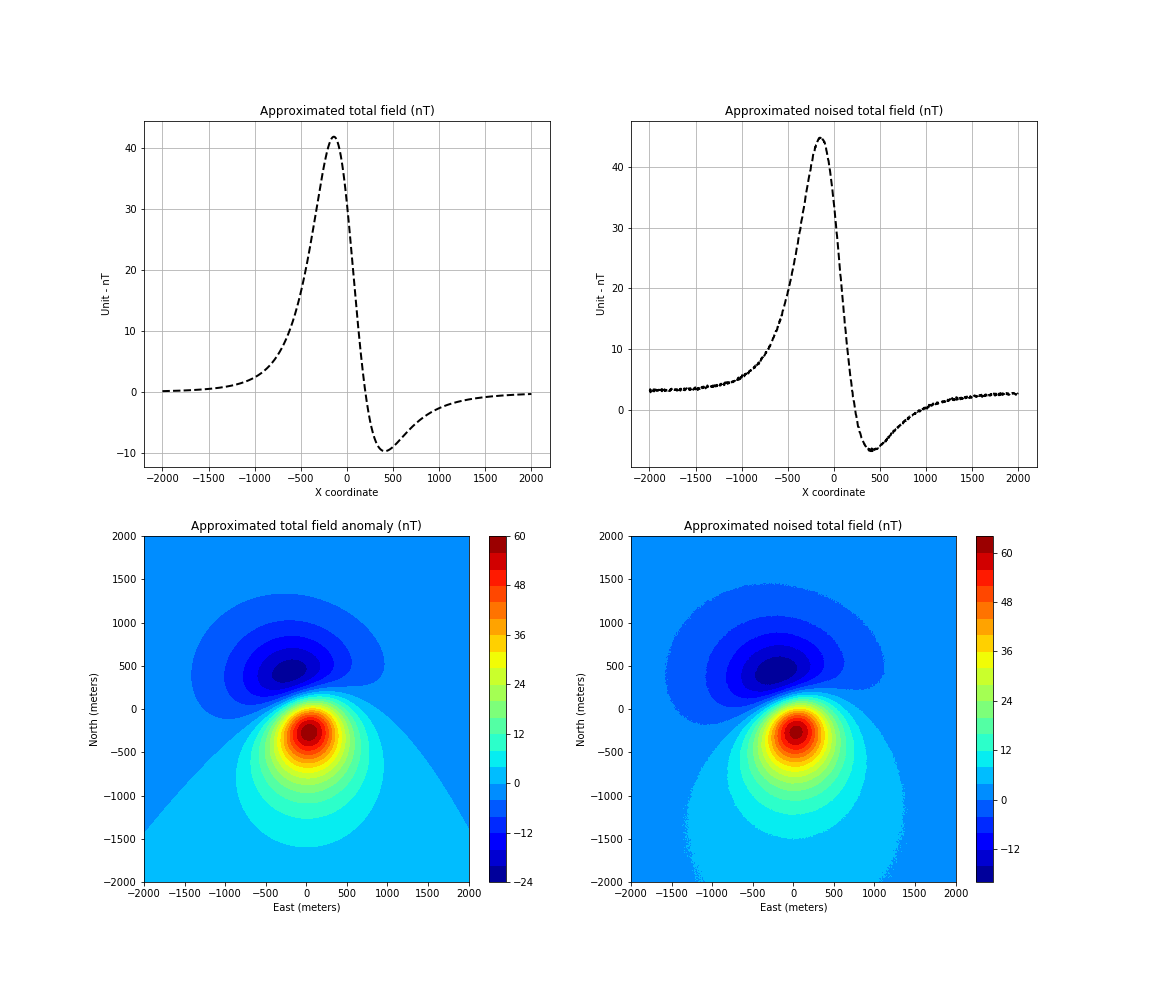 Approximated total field (nT)
Unit - nT
40
30
20
10
0
−10
−2000 −1500 −1000 −500 0 500 1000 1500 2000
X coordinate
Approximated noised total field (nT)
Unit - nT
40
30
20
10
0
−2000 −1500 −1000 −500 0 500 1000 1500 2000
X coordinate
Approximated total field anomaly (nT)
North (meters)
2000
1500
1000
500
0
−500
−1000
−1500
−2000
−2000 −1500 −1000 −500 0 500 1000 1500 2000
East (meters)
60
48
36
24
12
0
−12
−24
Approximated noised total field (nT)
North (meters)
2000
1500
1000
500
0
−500
−1000
−1500
−2000
−2000 −1500 −1000 −500 0 500 1000 1500 2000
East (meters)
60
48
36
24
12
0
−12